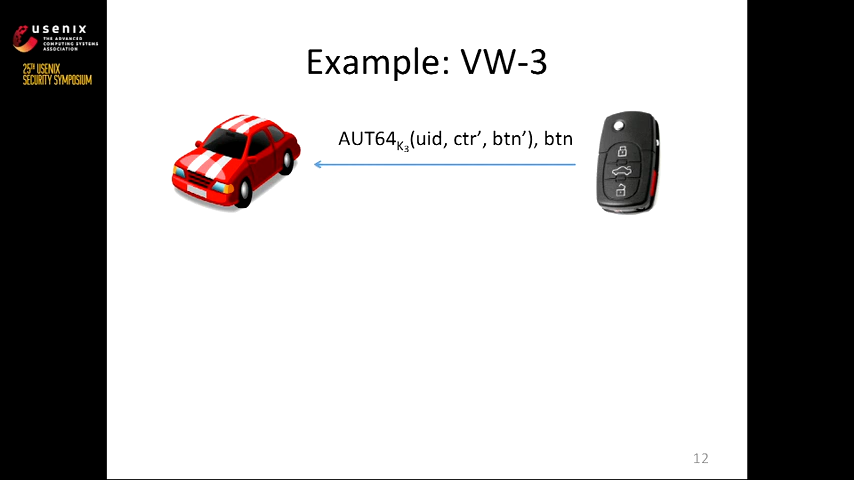 usenix
THE ADVANCED
COMPUTING SYSTEMS
ASSOCIATION
25TH USENIX
SECURITY SYMPOSIUM
Example: VW-3
AUT64K3(uid, ctr’, btn’), btn
12